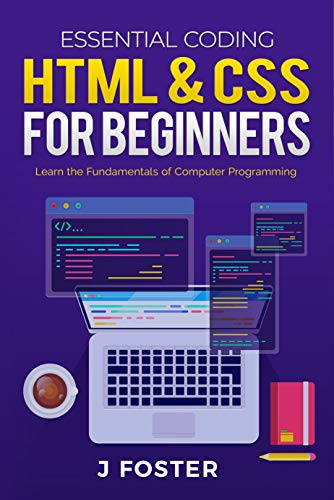 ESSENTIAL CODING
HTML & CSS
FOR BEGINNERS
Learn the Fundamentals of Computer Programming
</>...
J FOSTER